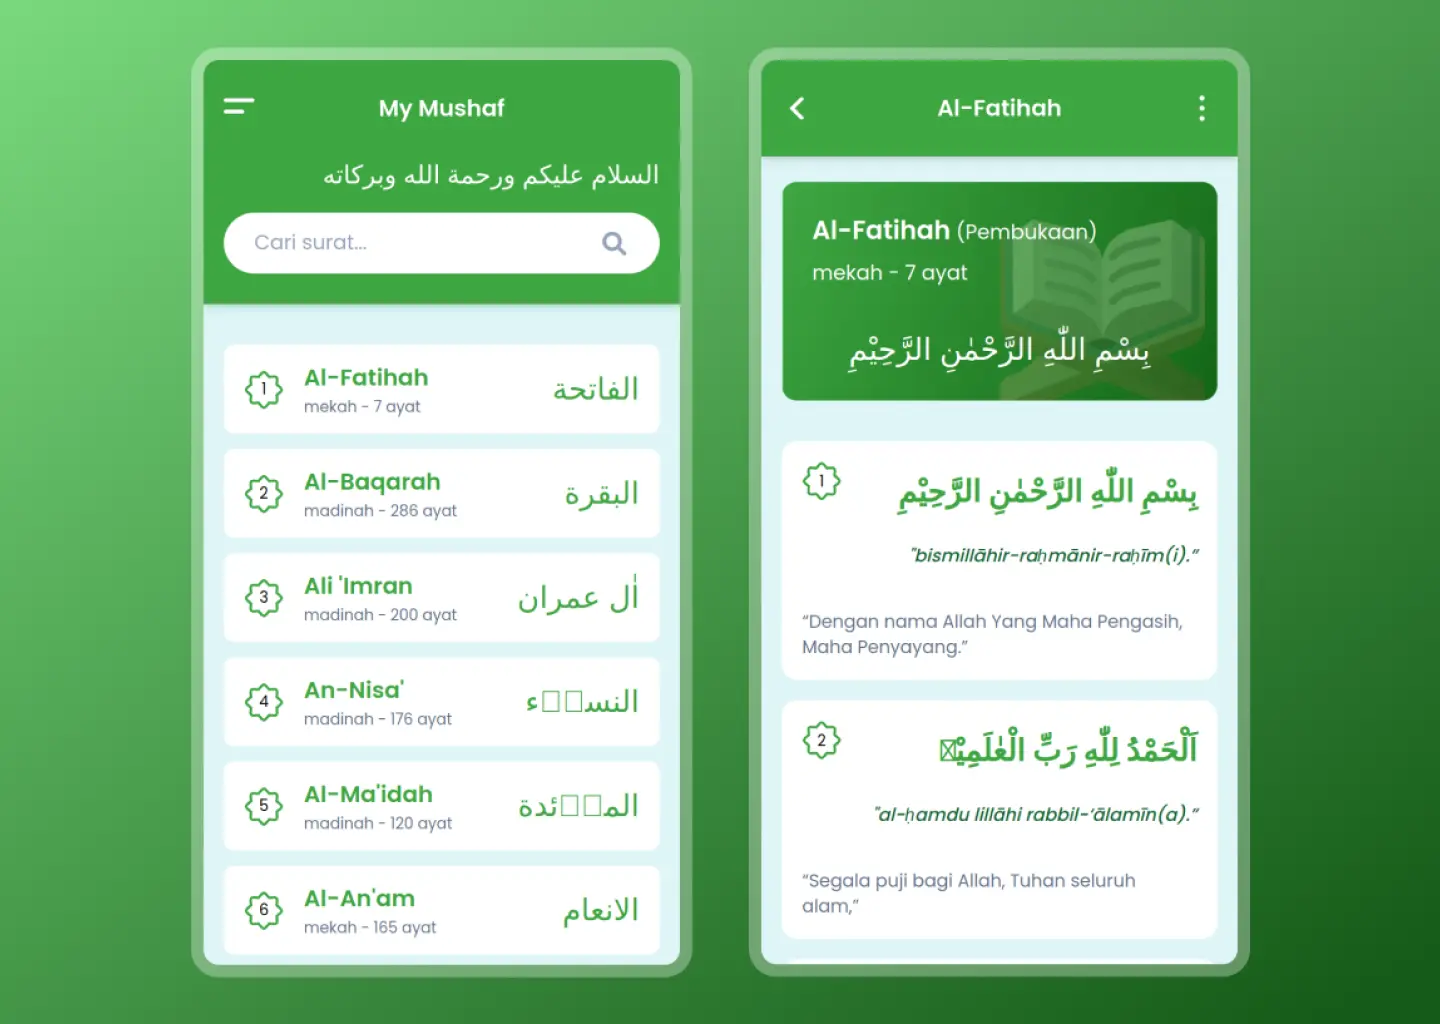 My Mushaf
السلام عليكم ورحمة الله وبركاته
Cari surat...
1
Al-Fatihah
الفاتحة
mekah - 7 ayat
2
Al-Baqarah
البقرة
madinah - 286 ayat
3
Ali 'Imran
اٰل عمران
madinah - 200 ayat
4
An-Nisa'
madinah - 176 ayat
5
Al-Ma'idah
madinah - 120 ayat
6
Al-An'am
الانعام
mekah - 165 ayat
Al-Fatihah
Al-Fatihah (Pembukaan)
mekah - 7 ayat
بِسْمِ اللّٰهِ الرَّحْمٰنِ الرَّحِيْمِ
1
بِسْمِ اللّٰهِ الرَّحْمٰنِ الرَّحِيْمِ
"bismillāhir-raḥmānir-raḥīm(i)."
“Dengan nama Allah Yang Maha Pengasih,
Maha Penyayang.”
2
اَلْحَمْدُ لِلّٰهِ رَبِّ
"al-ḥamdu lillāhi rabbil-‘ālamīn(a)."
“Segala puji bagi Allah, Tuhan seluruh
alam,”